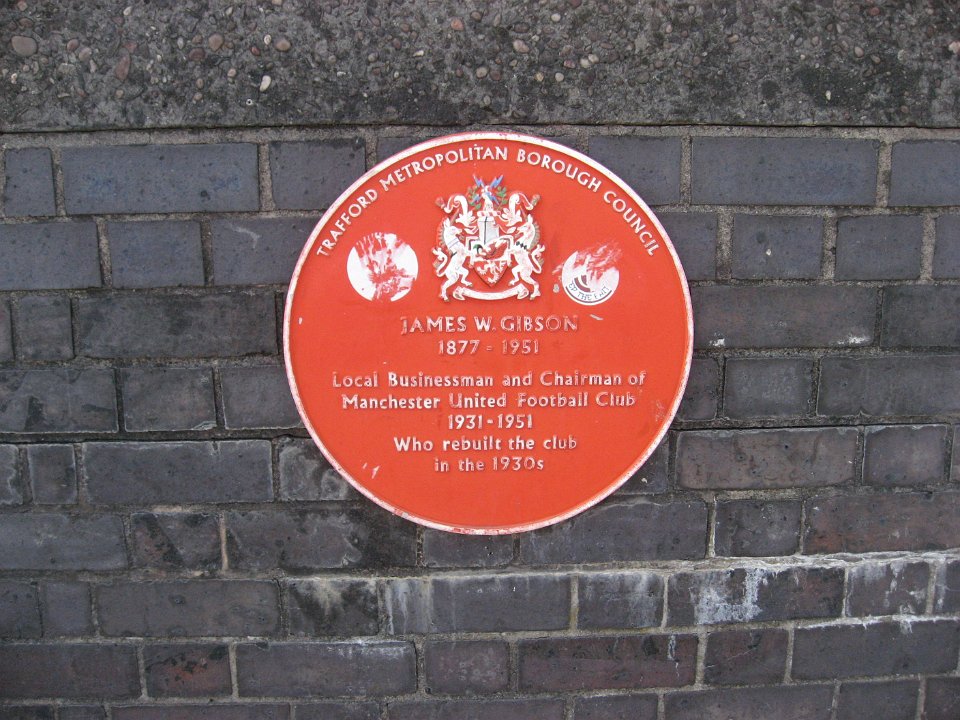 TRAFFORD METROPOLITAN BOROUGH COUNCIL
JAMES W. GIBSON
1877 - 1951
Local Businessman and Chairman of
Manchester United Football Club
1931-1951
Who rebuilt the club
in the 1930s